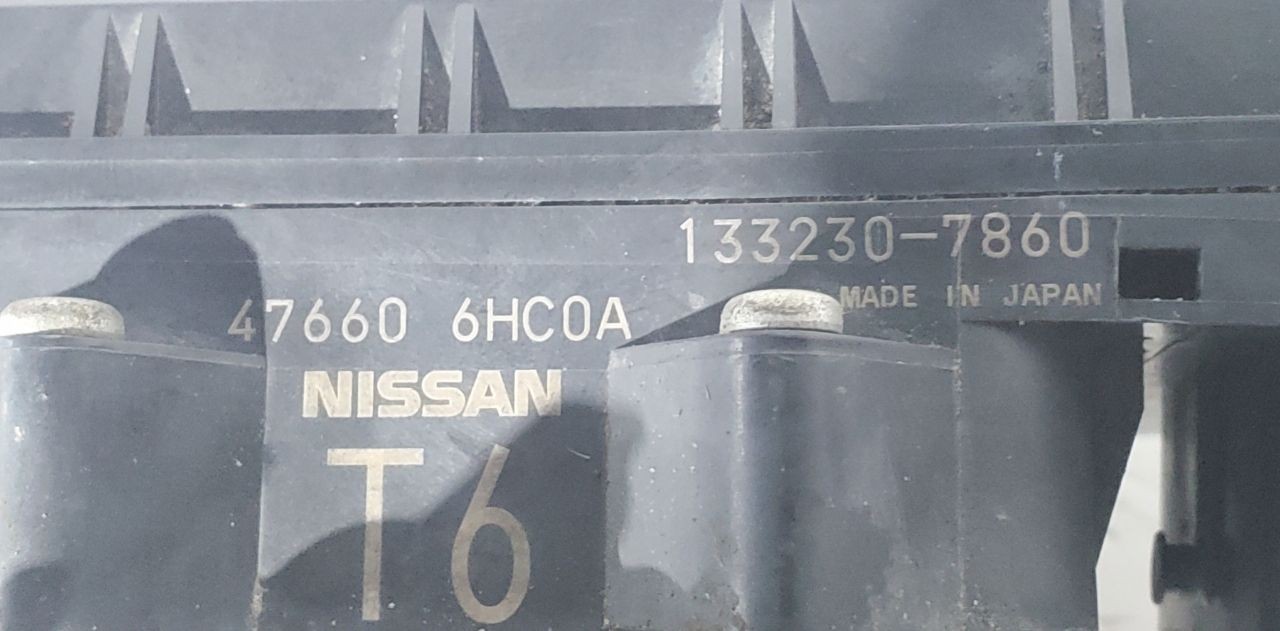 133230-7860
MADE IN JAPAN
47660 6HC0A
NISSAN
T6